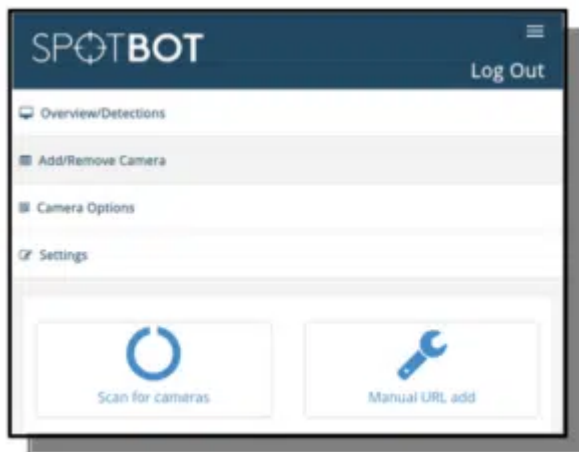 SPOTBOT
Log Out
Overview/Detections
Add/Remove Camera
Camera Options
Settings
Scan for cameras
Manual URL add